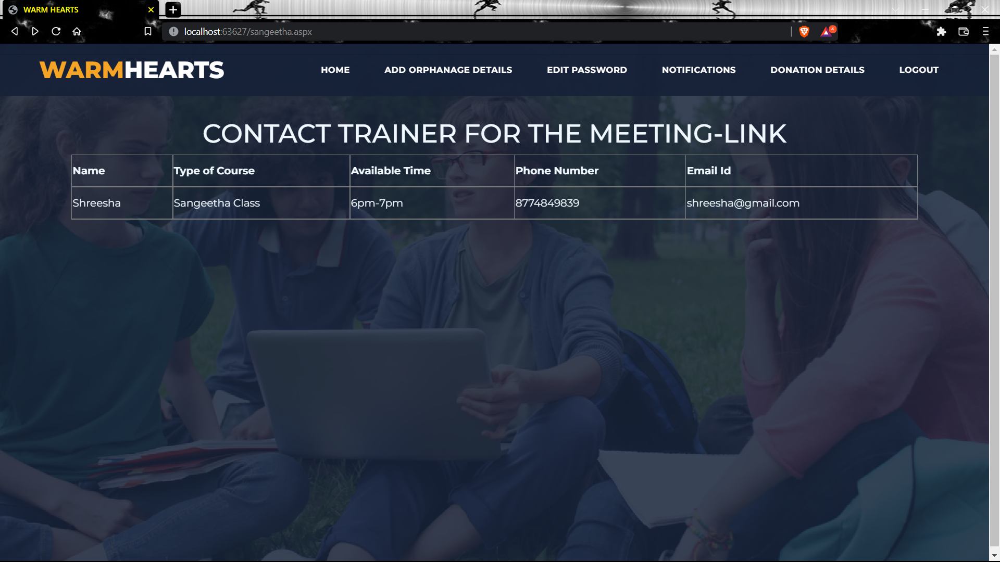 WARM HEARTS
localhost:63627/sangeetha.aspx
4
WARMHEARTS
HOME ADD ORPHANAGE DETAILS EDIT PASSWORD NOTIFICATIONS DONATION DETAILS LOGOUT
CONTACT TRAINER FOR THE MEETING-LINK
Name Type of Course Available Time Phone Number Email Id
Shreesha Sangeetha Class 6pm-7pm 8774849839 shreesha@gmail.com